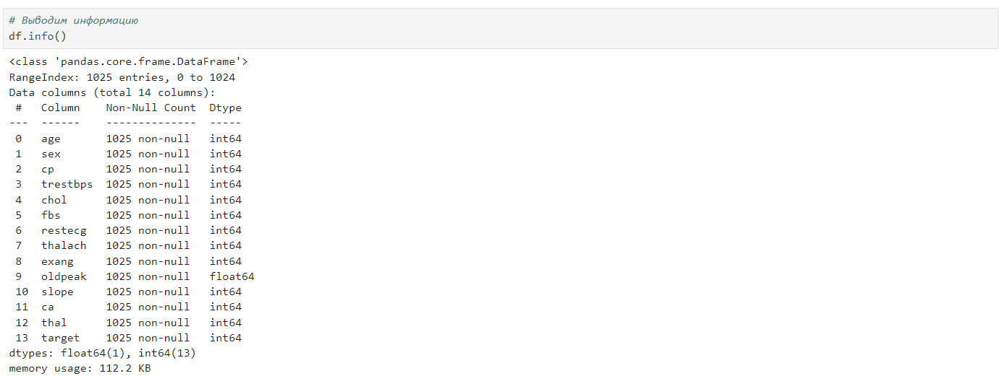 # Выводим информацию
df.info()
<class 'pandas.core.frame.DataFrame'>
RangeIndex: 1025 entries, 0 to 1024
Data columns (total 14 columns):
 #   Column    Non-Null Count  Dtype
---  ------    --------------  -----
 0   age       1025 non-null   int64
 1   sex       1025 non-null   int64
 2   cp        1025 non-null   int64
 3   trestbps  1025 non-null   int64
 4   chol      1025 non-null   int64
 5   fbs       1025 non-null   int64
 6   restecg   1025 non-null   int64
 7   thalach   1025 non-null   int64
 8   exang     1025 non-null   int64
 9   oldpeak   1025 non-null   float64
 10  slope     1025 non-null   int64
 11  ca        1025 non-null   int64
 12  thal      1025 non-null   int64
 13  target    1025 non-null   int64
dtypes: float64(1), int64(13)
memory usage: 112.2 KB